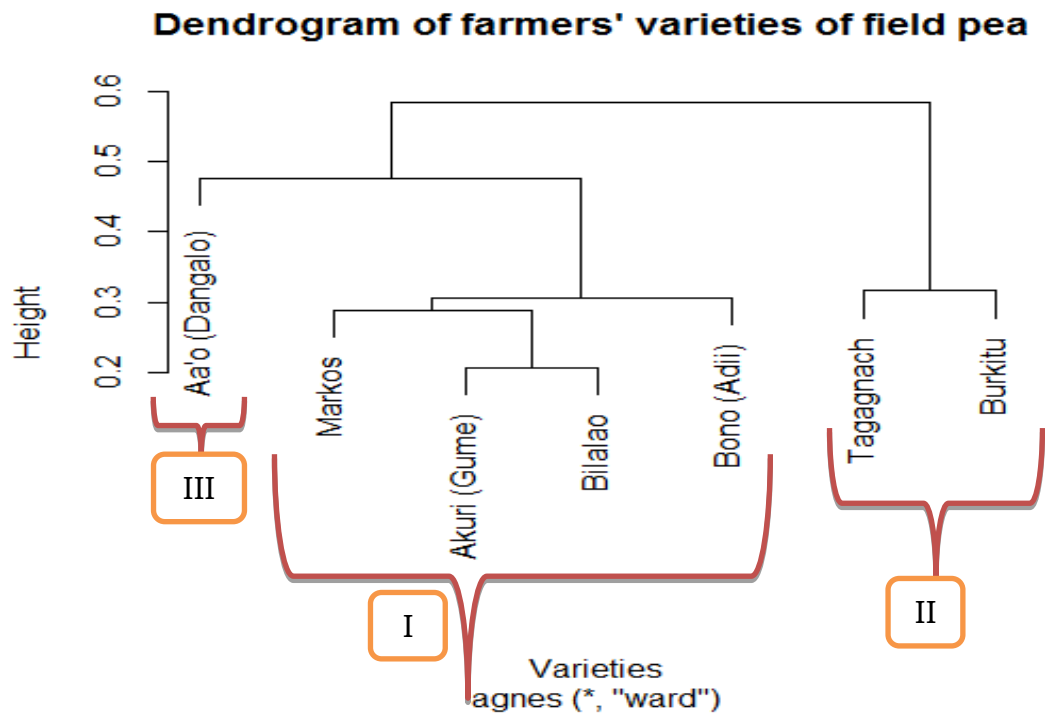 Dendrogram of farmers' varieties of field pea
Height
0.6
0.5
0.4
0.3
0.2
Aa'o (Dangalo)
Markos
Akuri (Gume)
Bilalao
Bono (Adii)
Tagagnach
Burkitu
III
I
II
Varieties
agnes (*, "ward")